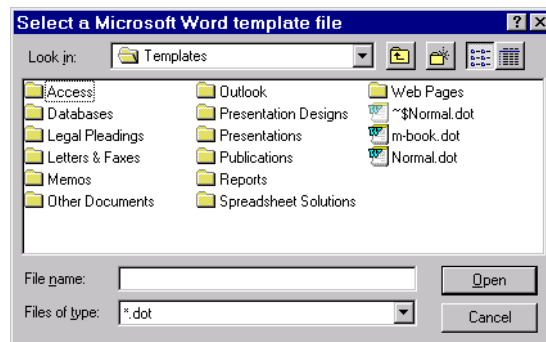 Select a Microsoft Word template file
Look in: Templates
Access Outlook Web Pages
Databases Presentation Designs ~$Normal.dot
Legal Pleadings Presentations m-book.dot
Letters & Faxes Publications Normal.dot
Memos Reports
Other Documents Spreadsheet Solutions
File name: Open
Files of type: *.dot Cancel